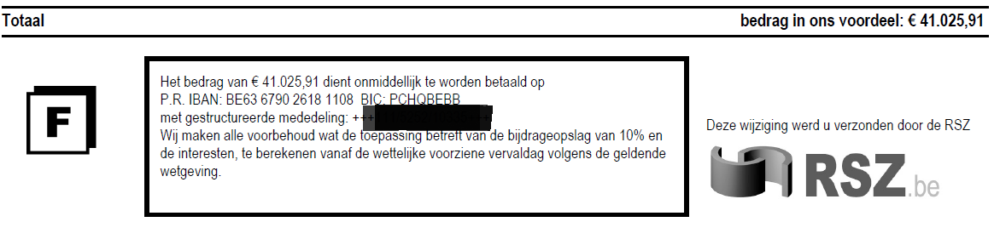 Totaal bedrag in ons voordeel: € 41.025,91
F
Het bedrag van € 41.025,91 dient onmiddellijk te worden betaald op
P.R. IBAN: BE63 6790 2618 1108 BIC: PCHQBEBB
met gestructureerde mededeling: +++
Wij maken alle voorbehoud wat de toepassing betreft van de bijdrageopslag van 10% en
de interesten, te berekenen vanaf de wettelijke voorziene vervaldag volgens de geldende
wetgeving.
Deze wijziging werd u verzonden door de RSZ
RSZ.be